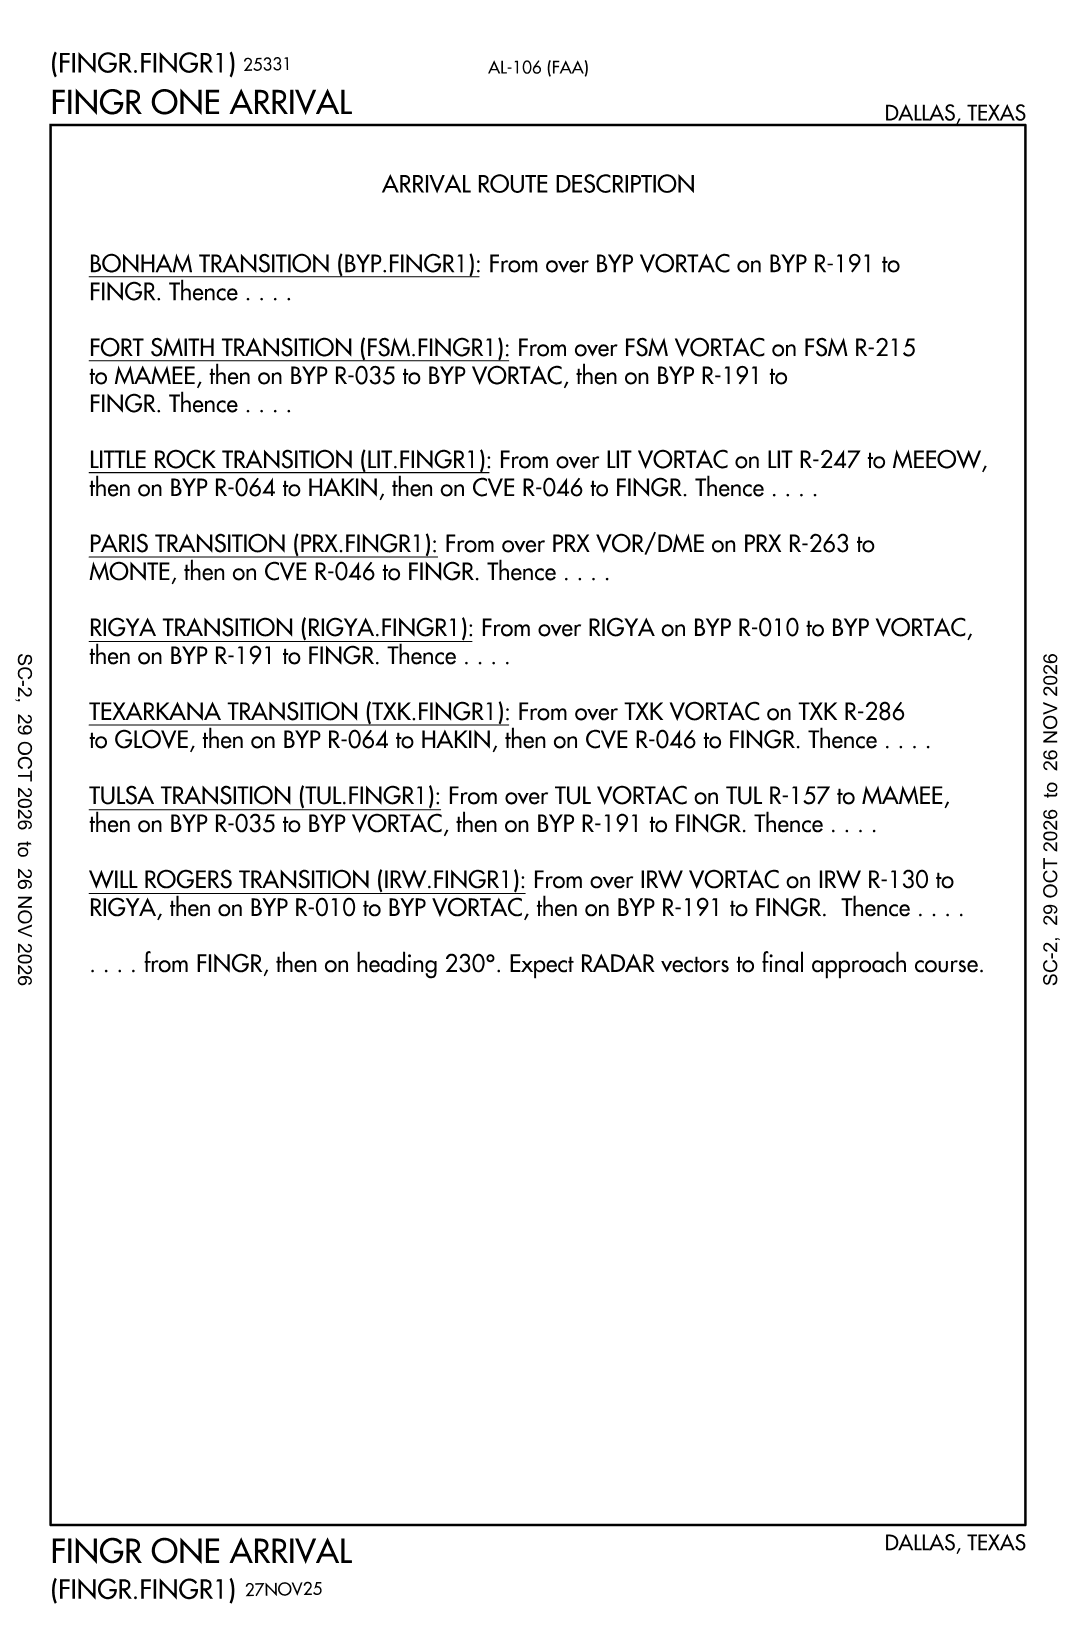 (FINGR.FINGR1) 25331
AL-106 (FAA)
FINGR ONE ARRIVAL
DALLAS, TEXAS
ARRIVAL ROUTE DESCRIPTION
BONHAM TRANSITION (BYP.FINGR1): From over BYP VORTAC on BYP R-191 to
FINGR. Thence . . . .
FORT SMITH TRANSITION (FSM.FINGR1): From over FSM VORTAC on FSM R-215
to MAMEE, then on BYP R-035 to BYP VORTAC, then on BYP R-191 to
FINGR. Thence . . . .
LITTLE ROCK TRANSITION (LIT.FINGR1): From over LIT VORTAC on LIT R-247 to MEEOW,
then on BYP R-064 to HAKIN, then on CVE R-046 to FINGR. Thence . . . .
PARIS TRANSITION (PRX.FINGR1): From over PRX VOR/DME on PRX R-263 to
MONTE, then on CVE R-046 to FINGR. Thence . . . .
RIGYA TRANSITION (RIGYA.FINGR1): From over RIGYA on BYP R-010 to BYP VORTAC,
then on BYP R-191 to FINGR. Thence . . . .
TEXARKANA TRANSITION (TXK.FINGR1): From over TXK VORTAC on TXK R-286
to GLOVE, then on BYP R-064 to HAKIN, then on CVE R-046 to FINGR. Thence . . . .
TULSA TRANSITION (TUL.FINGR1): From over TUL VORTAC on TUL R-157 to MAMEE,
then on BYP R-035 to BYP VORTAC, then on BYP R-191 to FINGR. Thence . . . .
WILL ROGERS TRANSITION (IRW.FINGR1): From over IRW VORTAC on IRW R-130 to
RIGYA, then on BYP R-010 to BYP VORTAC, then on BYP R-191 to FINGR. Thence . . . .
. . . . from FINGR, then on heading 230°. Expect RADAR vectors to final approach course.
SC-2, 29 OCT 2026 to 26 NOV 2026
SC-2, 29 OCT 2026 to 26 NOV 2026
FINGR ONE ARRIVAL
DALLAS, TEXAS
(FINGR.FINGR1) 27NOV25